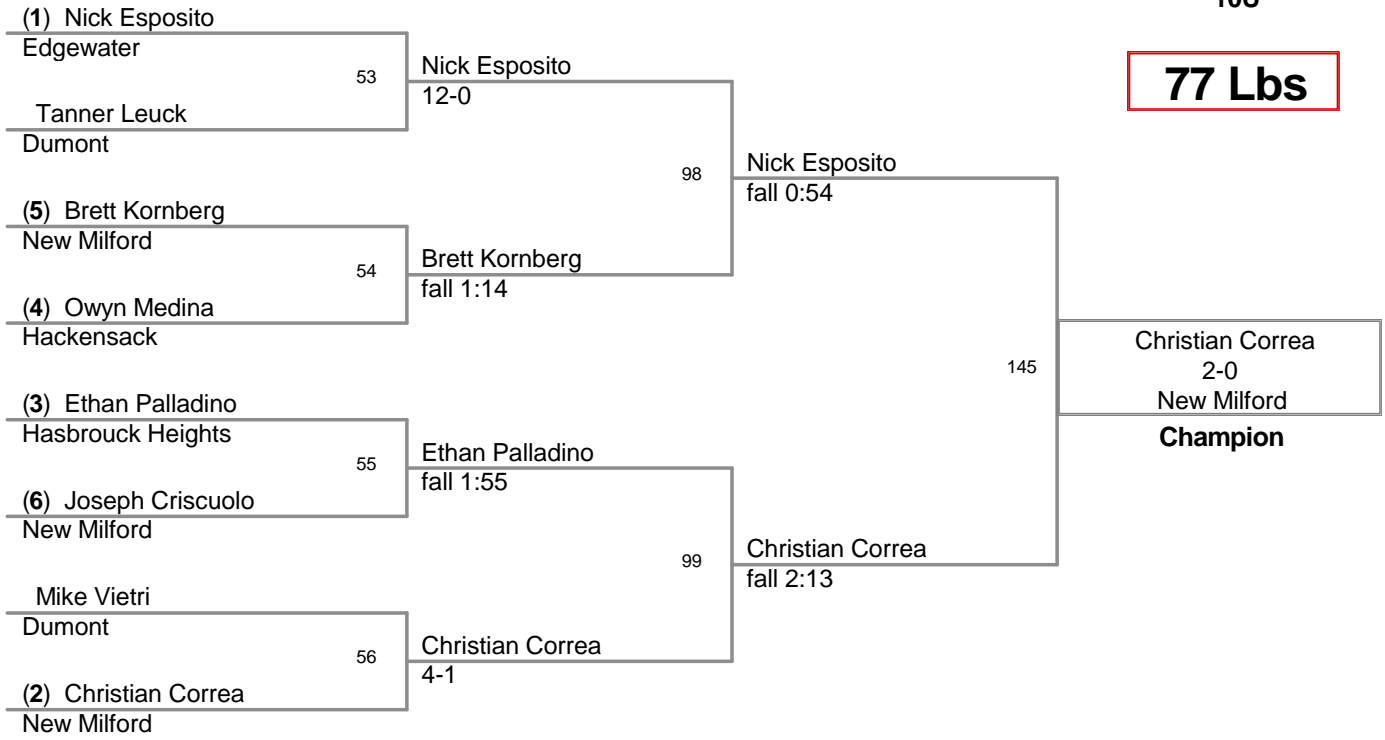 10U
77 Lbs
(1) Nick Esposito
Edgewater
53
Tanner Leuck
Dumont
Nick Esposito
12-0
98
(5) Brett Kornberg
New Milford
54
(4) Owyn Medina
Hackensack
Brett Kornberg
fall 1:14
Nick Esposito
fall 0:54
145
(3) Ethan Palladino
Hasbrouck Heights
55
(6) Joseph Criscuolo
New Milford
Ethan Palladino
fall 1:55
99
Mike Vietri
Dumont
56
(2) Christian Correa
New Milford
Christian Correa
4-1
Christian Correa
fall 2:13
Christian Correa
2-0
New Milford
Champion